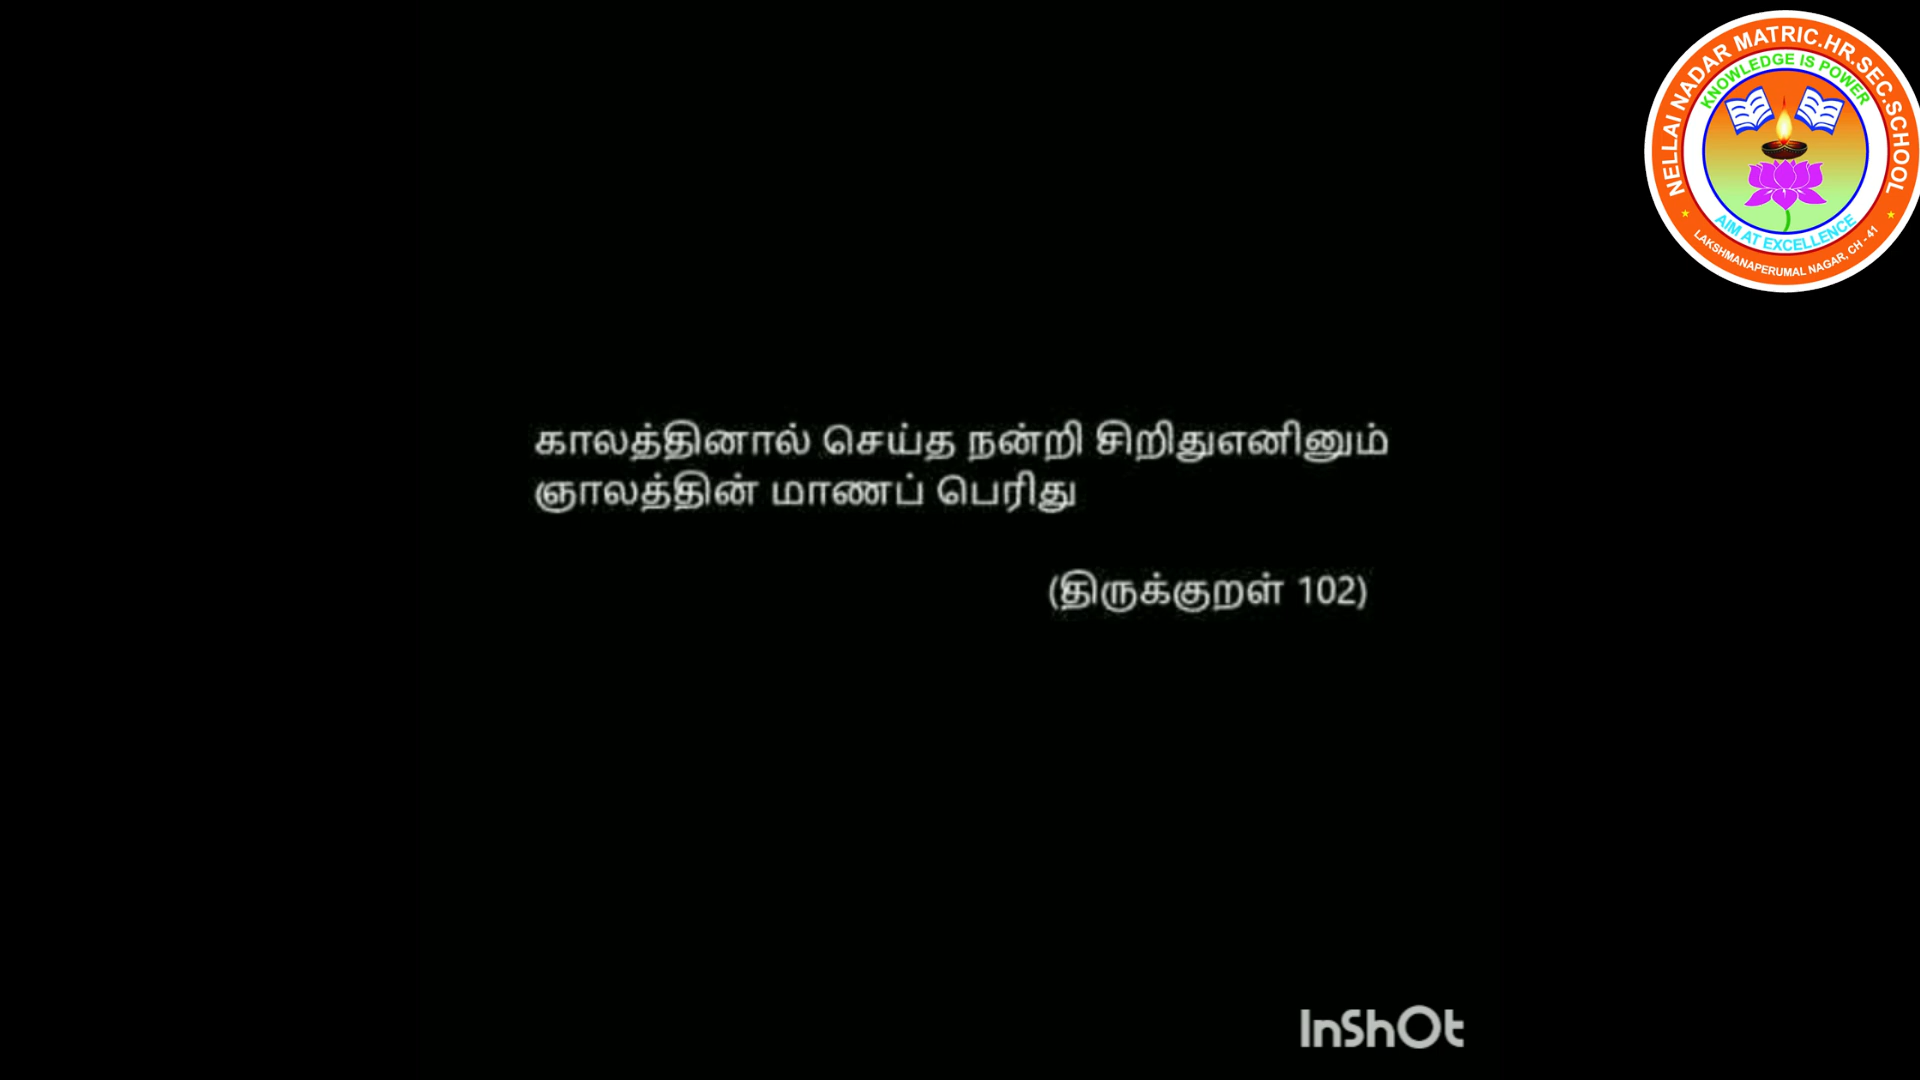 NELLAI NADAR MATRIC.HR.SEC.SCHOOL
KNOWLEDGE IS POWER
AIM AT EXCELLENCE
LAKSHMANAPERUMAL NAGAR, CH - 41
காலத்தினால் செய்த நன்றி சிறிதுஎனினும்
ஞாலத்தின் மாணப் பெரிது
(திருக்குறள் 102)
InShOt